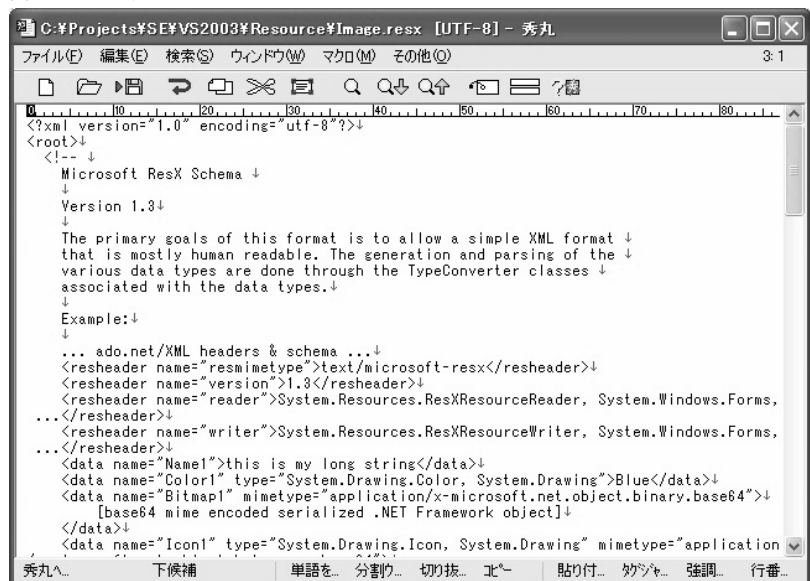 C:¥Projects¥SE¥VS2003¥Resource¥Image.resx [UTF-8] - 秀丸
ファイル(F) 編集(E) 検索(S) ウィンドウ(W) マクロ(M) その他(O) 3: 1
0 10 20 30 40 50 60 70 80
<?xml version="1.0" encoding="utf-8"?>↓
<root>↓
<!-- ↓
Microsoft ResX Schema ↓
↓
Version 1.3↓
↓
The primary goals of this format is to allow a simple XML format ↓
that is mostly human readable. The generation and parsing of the ↓
various data types are done through the TypeConverter classes ↓
associated with the data types.↓
↓
Example:↓
↓
... ado.net/XML headers & schema ...↓
<resheader name="resmimetype">text/microsoft-resx</resheader>↓
<resheader name="version">1.3</resheader>↓
<resheader name="reader">System.Resources.ResXResourceReader, System.Windows.Forms,
...</resheader>↓
<resheader name="writer">System.Resources.ResXResourceWriter, System.Windows.Forms,
...</resheader>↓
<data name="Name1">this is my long string</data>↓
<data name="Color1" type="System.Drawing.Color, System.Drawing">Blue</data>↓
<data name="Bitmap1" mimetype="application/x-microsoft.net.object.binary.base64">↓
[base64 mime encoded serialized .NET Framework object]↓
</data>↓
<data name="Icon1" type="System.Drawing.Icon, System.Drawing" mimetype="application
秀丸ヘ... 下候補 単語を... 分割ウ... 切り抜... コピー 貼り付... タグジャ... 強調... 行番...